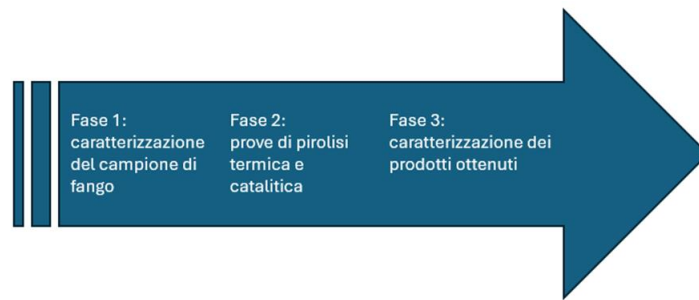 Fase 1:
caratterizzazione
del campione di
fango
Fase 2:
prove di pirolisi
termica e
catalitica
Fase 3:
caratterizzazione dei
prodotti ottenuti